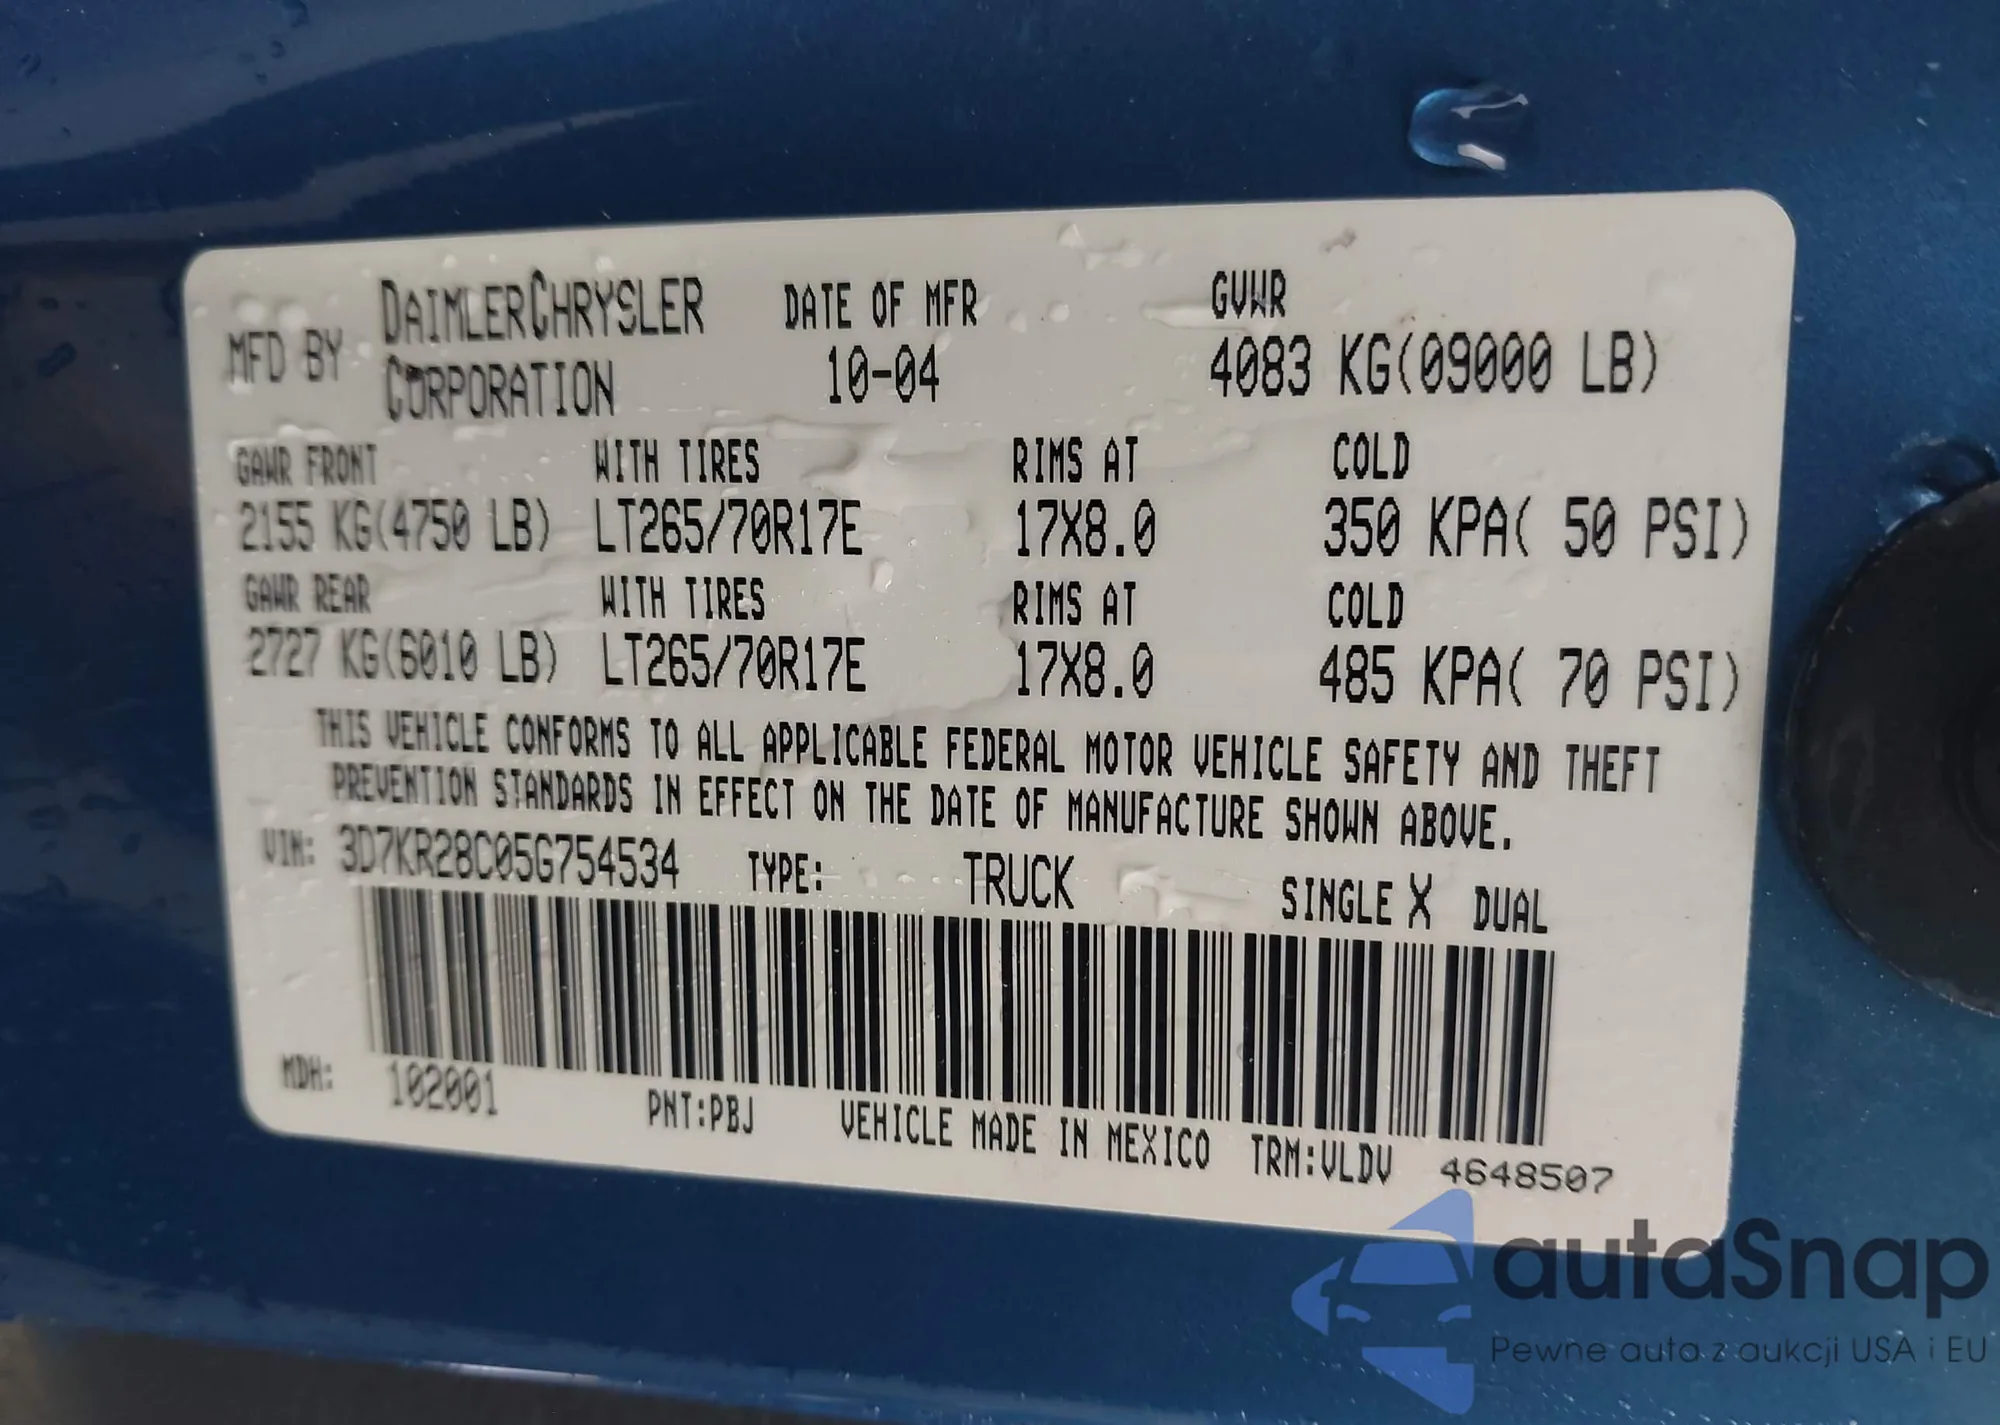 MFD BY DAIMLERCHRYSLER CORPORATION DATE OF MFR 10-04 GVWR 4083 KG(09000 LB)
GAWR FRONT WITH TIRES RIMS AT COLD
2155 KG(4750 LB) LT265/70R17E 17X8.0 350 KPA( 50 PSI)
GAWR REAR WITH TIRES RIMS AT COLD
2727 KG(6010 LB) LT265/70R17E 17X8.0 485 KPA( 70 PSI)
THIS VEHICLE CONFORMS TO ALL APPLICABLE FEDERAL MOTOR VEHICLE SAFETY AND THEFT
PREVENTION STANDARDS IN EFFECT ON THE DATE OF MANUFACTURE SHOWN ABOVE.
VIN: 3D7KR28C05G754534 TYPE: TRUCK SINGLE X DUAL
MDH: 102001 PNT:PBJ VEHICLE MADE IN MEXICO TRM:VLDV 4648507
autaSnap
Pewne auta z aukcji USA i EU